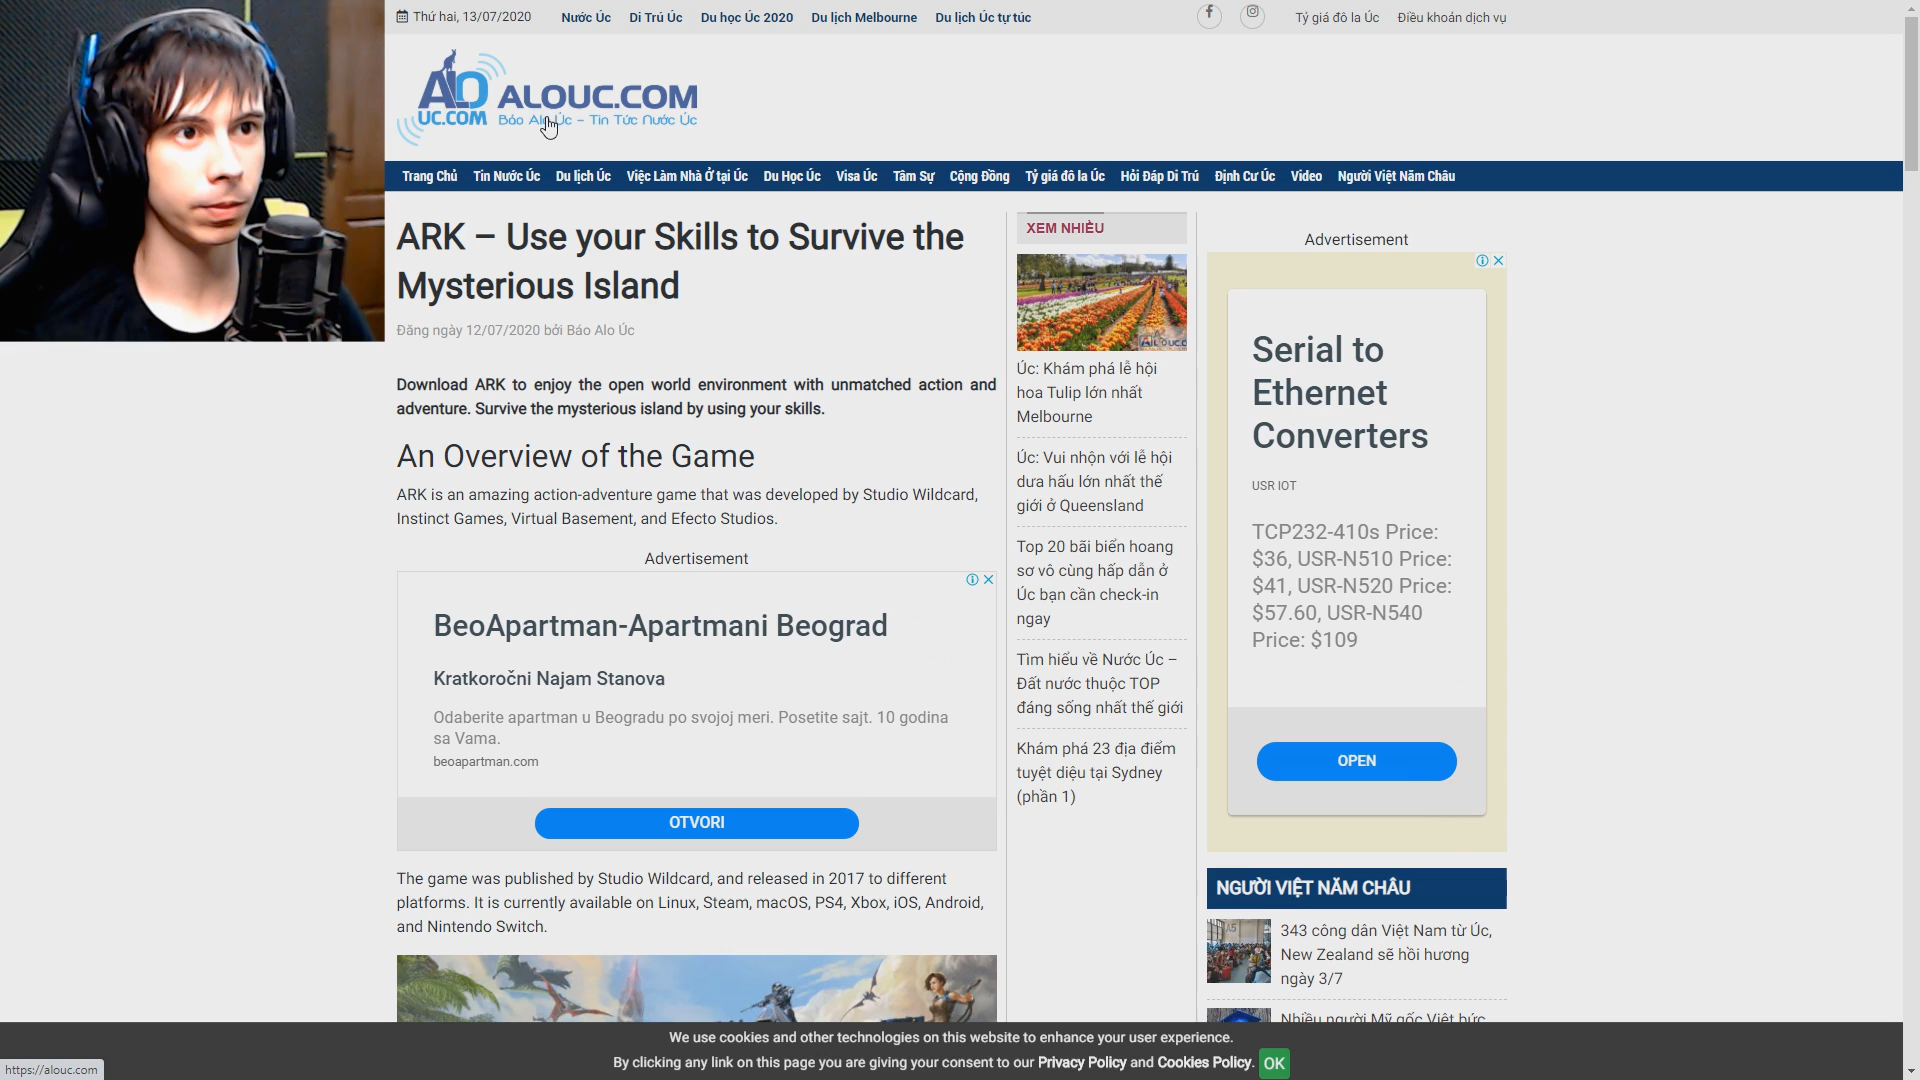 Thứ hai, 13/07/2020
Nước Úc Di Trú Úc Du học Úc 2020 Du lịch Melbourne Du lịch Úc tự túc
Tỷ giá đô la Úc Điều khoản dịch vụ
ALO
UC.COM
ALOUC.COM
Báo Alo Úc - Tin Tức Nước Úc
Trang Chủ Tin Nước Úc Du lịch Úc Việc Làm Nhà Ở tại Úc Du Học Úc Visa Úc Tâm Sự Cộng Đồng Tỷ giá đô la Úc Hỏi Đáp Di Trú Định Cư Úc Video Người Việt Năm Châu
ARK – Use your Skills to Survive the
Mysterious Island
Đăng ngày 12/07/2020 bởi Báo Alo Úc
Download ARK to enjoy the open world environment with unmatched action and
adventure. Survive the mysterious island by using your skills.
An Overview of the Game
ARK is an amazing action-adventure game that was developed by Studio Wildcard,
Instinct Games, Virtual Basement, and Efecto Studios.
Advertisement
BeoApartman-Apartmani Beograd
Kratkoročni Najam Stanova
Odaberite apartman u Beogradu po svojoj meri. Posetite sajt. 10 godina
sa Vama.
beoapartman.com
OTVORI
The game was published by Studio Wildcard, and released in 2017 to different
platforms. It is currently available on Linux, Steam, macOS, PS4, Xbox, iOS, Android,
and Nintendo Switch.
XEM NHIỀU
ALOUC.CO
Úc: Khám phá lễ hội
hoa Tulip lớn nhất
Melbourne
Úc: Vui nhộn với lễ hội
dưa hấu lớn nhất thế
giới ở Queensland
Top 20 bãi biển hoang
sơ vô cùng hấp dẫn ở
Úc bạn cần check-in
ngay
Tìm hiểu về Nước Úc –
Đất nước thuộc TOP
đáng sống nhất thế giới
Khám phá 23 địa điểm
tuyệt diệu tại Sydney
(phần 1)
Advertisement
Serial to
Ethernet
Converters
USR IOT
TCP232-410s Price:
$36, USR-N510 Price:
$41, USR-N520 Price:
$57.60, USR-N540
Price: $109
OPEN
NGƯỜI VIỆT NĂM CHÂU
343 công dân Việt Nam từ Úc,
New Zealand sẽ hồi hương
ngày 3/7
Nhiều người Mỹ gốc Việt bức
We use cookies and other technologies on this website to enhance your user experience.
By clicking any link on this page you are giving your consent to our Privacy Policy and Cookies Policy. OK
https://alouc.com